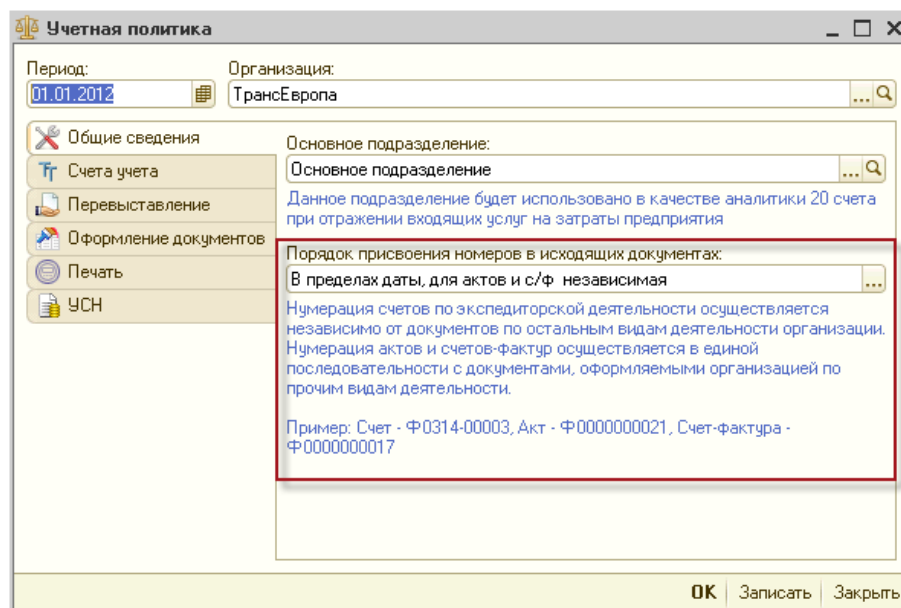 Учетная политика
Период:
Организация:
01.01.2012
ТрансЕвропа
Общие сведения
Счета учета
Перевыставление
Оформление документов
Печать
УСН
Основное подразделение:
Основное подразделение
Данное подразделение будет использовано в качестве аналитики 20 счета
при отражении входящих услуг на затраты предприятия
Порядок присвоения номеров в исходящих документах:
В пределах даты, для актов и с/ф независимая
Нумерация счетов по экспедиторской деятельности осуществляется
независимо от документов по остальным видам деятельности организации.
Нумерация актов и счетов-фактур осуществляется в единой
последовательности с документами, оформляемыми организацией по
прочим видам деятельности.
Пример: Счет - Ф0314-00003, Акт - Ф0000000021, Счет-фактура -
Ф0000000017
ОК
Записать
Закрыть